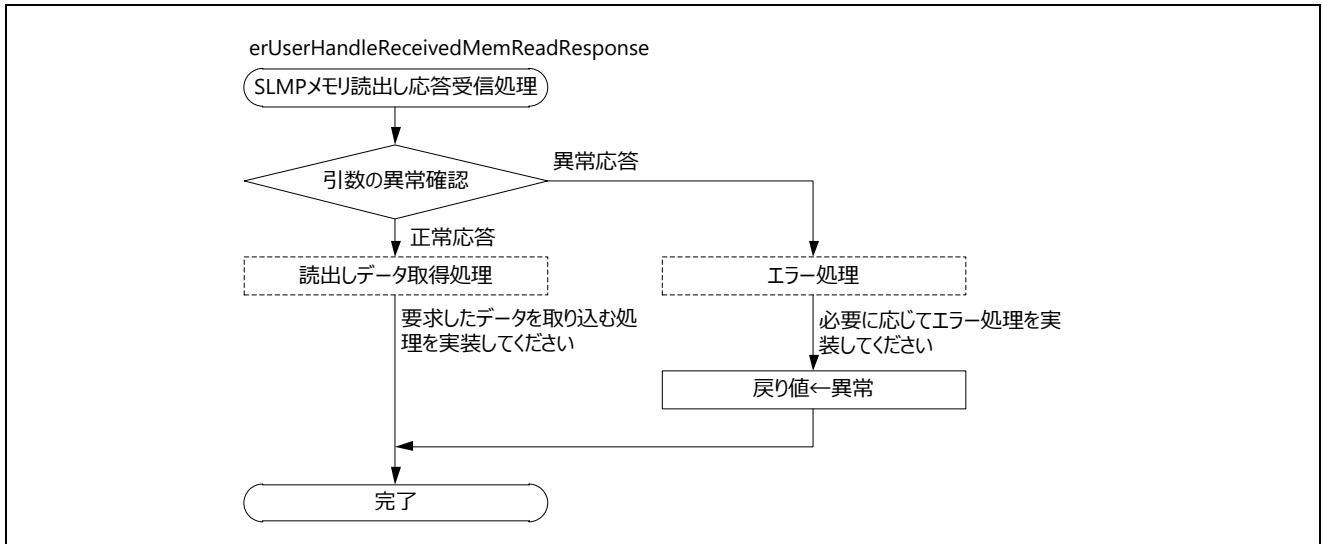 erUserHandleReceivedMemReadResponse
SLMPメモリ読出し応答受信処理
引数の異常確認
異常応答
正常応答
読出しデータ取得処理
エラー処理
要求したデータを取り込む処
理を実装してください
必要に応じてエラー処理を実
装してください
戻り値←異常
完了